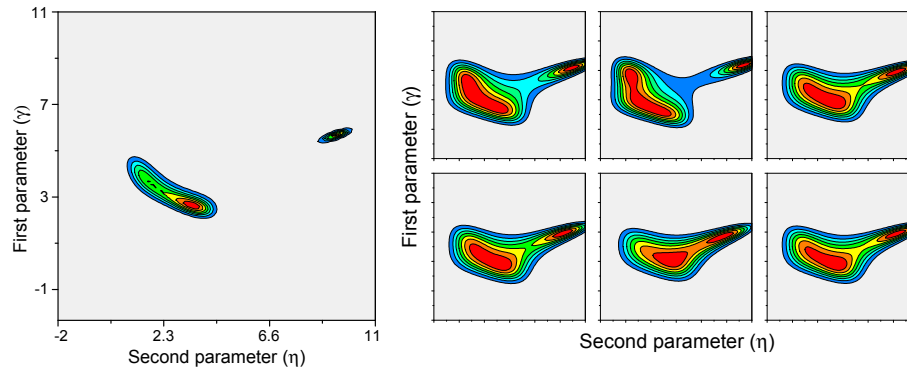 11
7
3
-1
-2
2.3
6.6
11
First parameter (γ)
Second parameter (η)
First parameter (γ)
Second parameter (η)